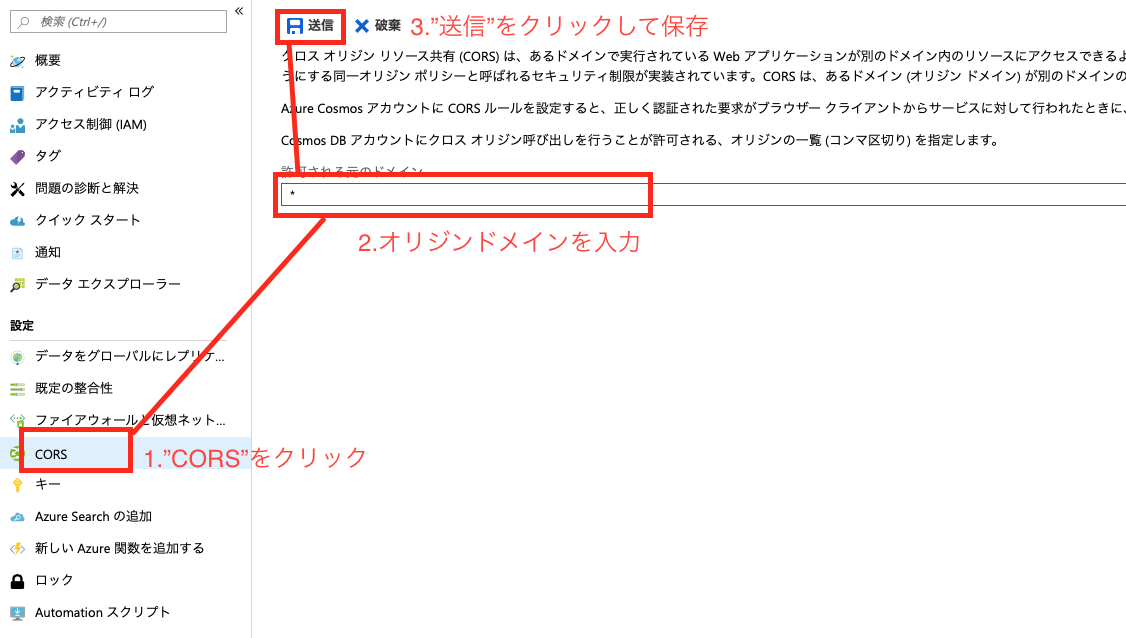 検索 (Ctrl+/)
«
概要
アクティビティ ログ
アクセス制御 (IAM)
タグ
問題の診断と解決
クイック スタート
通知
データ エクスプローラー
設定
データをグローバルにレプリケ...
既定の整合性
ファイアウォールと仮想ネット...
CORS
1.”CORS”をクリック
キー
Azure Search の追加
新しい Azure 関数を追加する
ロック
Automation スクリプト
送信
破棄
3.”送信”をクリックして保存
クロス オリジン リソース共有 (CORS) は、あるドメインで実行されている Web アプリケーションが別のドメイン内のリソースにアクセスできるよ
うにする同一オリジン ポリシーと呼ばれるセキュリティ制限が実装されています。CORS は、あるドメイン (オリジン ドメイン) が別のドメインの
Azure Cosmos アカウントに CORS ルールを設定すると、正しく認証された要求がブラウザー クライアントからサービスに対して行われたときに、
Cosmos DB アカウントにクロス オリジン呼び出しを行うことが許可される、オリジンの一覧 (コンマ区切り) を指定します。
許可される元のドメイン
*
2.オリジンドメインを入力